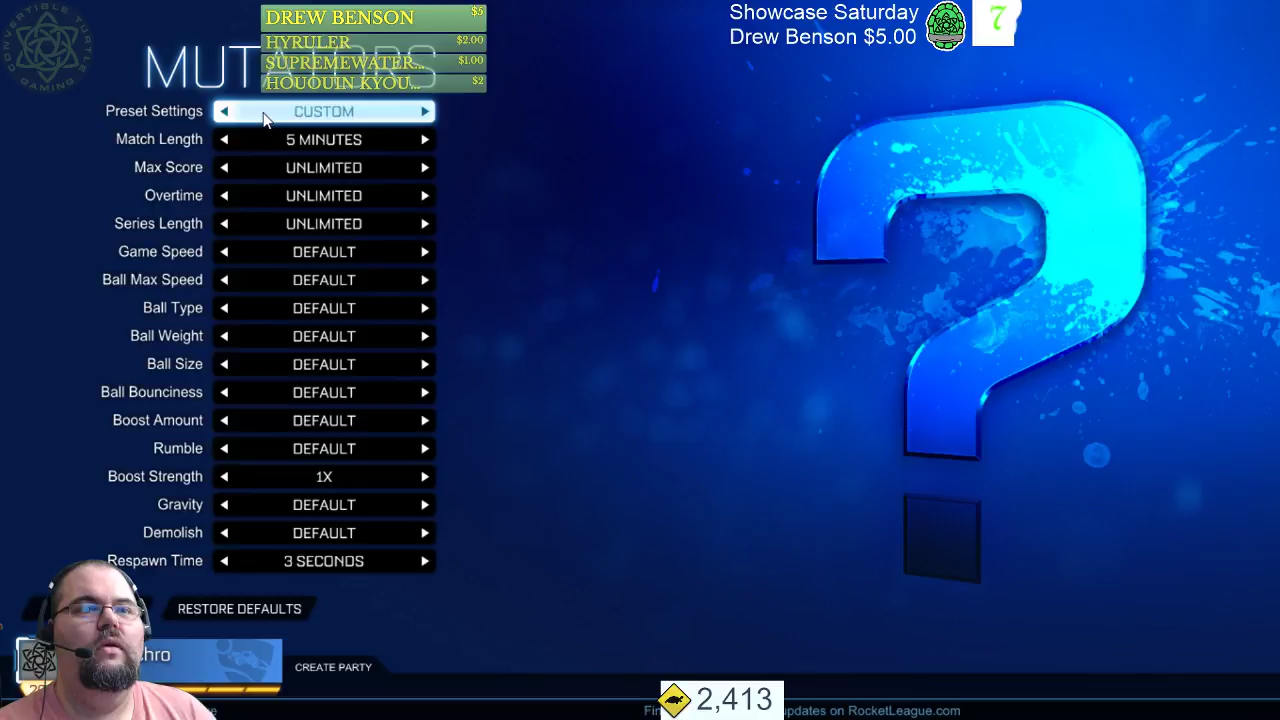 DREW BENSON $5
HYRULER $2.00
SUPREMEWATER... $1.00
HOUOUIN KYOU... $2
Showcase Saturday
Drew Benson $5.00
7
CONVERTIBLE TURTLE GAMING
MUTATORS
Preset Settings CUSTOM
Match Length 5 MINUTES
Max Score UNLIMITED
Overtime UNLIMITED
Series Length UNLIMITED
Game Speed DEFAULT
Ball Max Speed DEFAULT
Ball Type DEFAULT
Ball Weight DEFAULT
Ball Size DEFAULT
Ball Bounciness DEFAULT
Boost Amount DEFAULT
Rumble DEFAULT
Boost Strength 1X
Gravity DEFAULT
Demolish DEFAULT
Respawn Time 3 SECONDS
RESTORE DEFAULTS
hro
CREATE PARTY
2,413
updates on RocketLeague.com